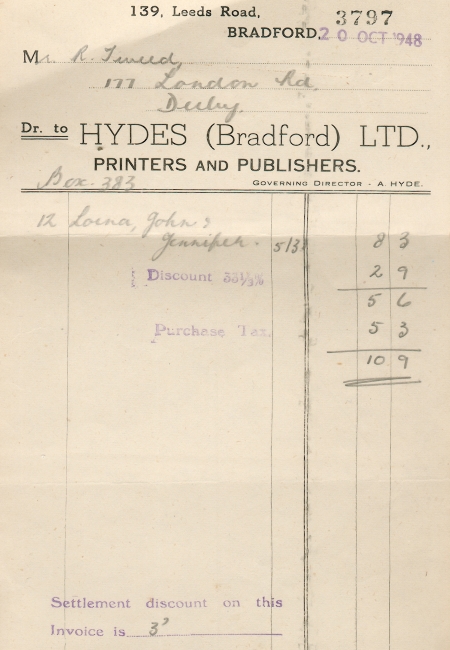 139, Leeds Road,
3797
BRADFORD.
20 OCT 1948
Mr. R. Tweed,
177 London Rd,
Derby.
Dr. to HYDES (Bradford) LTD.,
PRINTERS AND PUBLISHERS.
Box. 383
GOVERNING DIRECTOR - A. HYDE.
12 Lorna, John &
Jennifer. 5/3 8 3
Discount 33⅓% 2 9
5 6
Purchase Tax. 5 3
10 9
Settlement discount on this
Invoice is 3ᵈ